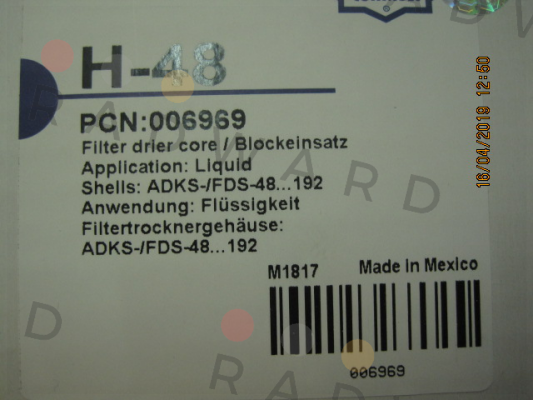 H-48
PCN:006969
Filter drier core / Blockeinsatz
Application: Liquid
Shells: ADKS-/FDS-48...192
Anwendung: Flüssigkeit
Filtertrocknergehäuse:
ADKS-/FDS-48...192
M1817 Made in Mexico
006969
16/04/2019 12:50
RADWARD